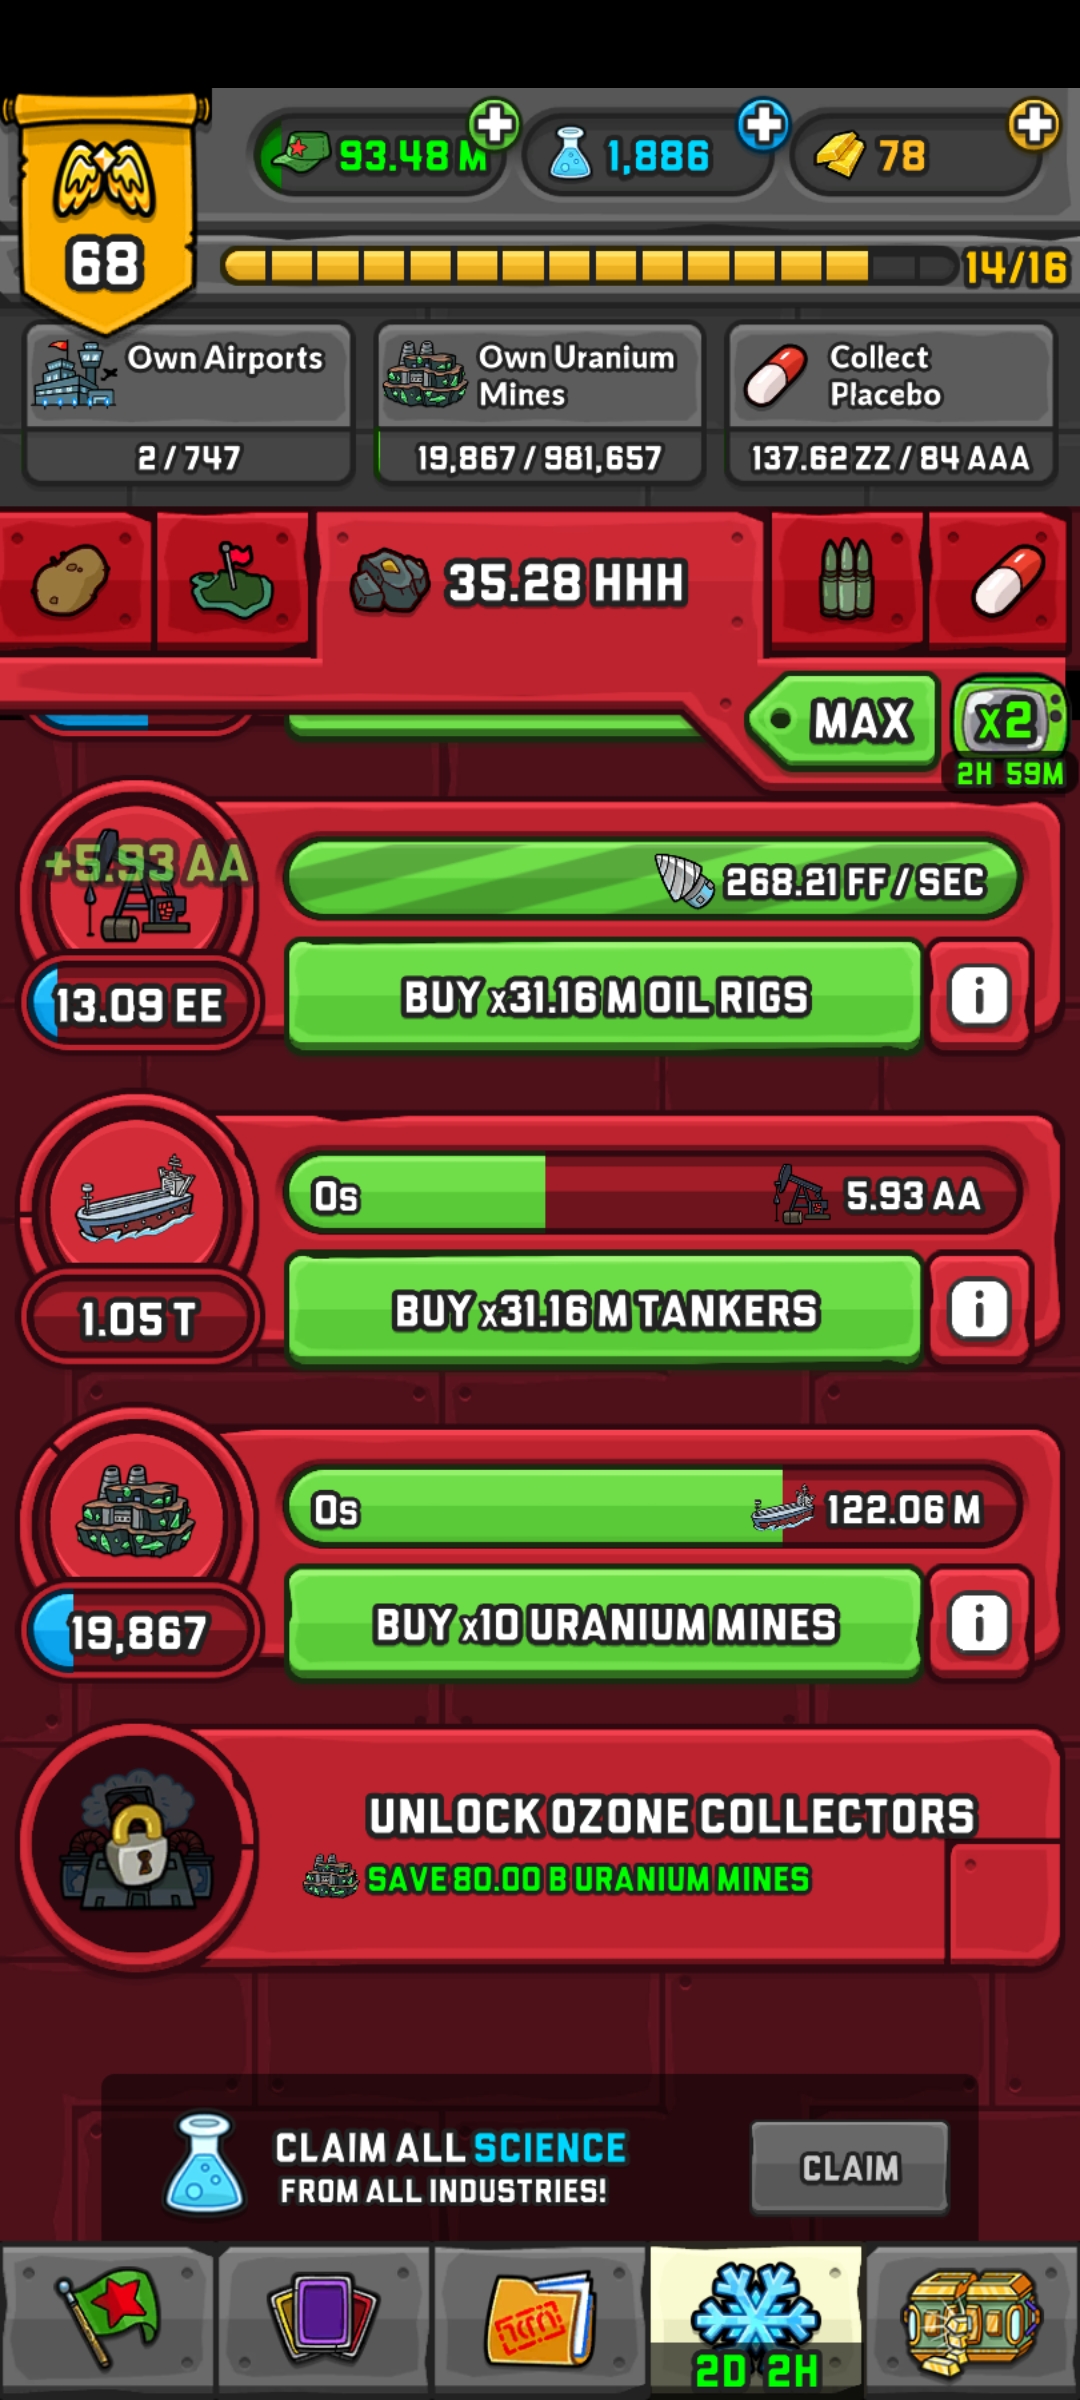 93.48 M
1,886
78
68
14/16
Own Airports
2 / 747
Own Uranium
Mines
19,867 / 981,657
Collect
Placebo
137.62 ZZ / 84 AAA
35.28 HHH
MAX
x2
2H 59M
+5.93 AA
268.21 FF / SEC
13.09 EE
BUY x31.16 M OIL RIGS
i
0s
5.93 AA
1.05 T
BUY x31.16 M TANKERS
i
0s
122.06 M
19,867
BUY x10 URANIUM MINES
i
UNLOCK OZONE COLLECTORS
SAVE 80.00 B URANIUM MINES
CLAIM ALL SCIENCE
FROM ALL INDUSTRIES!
CLAIM
2D 2H